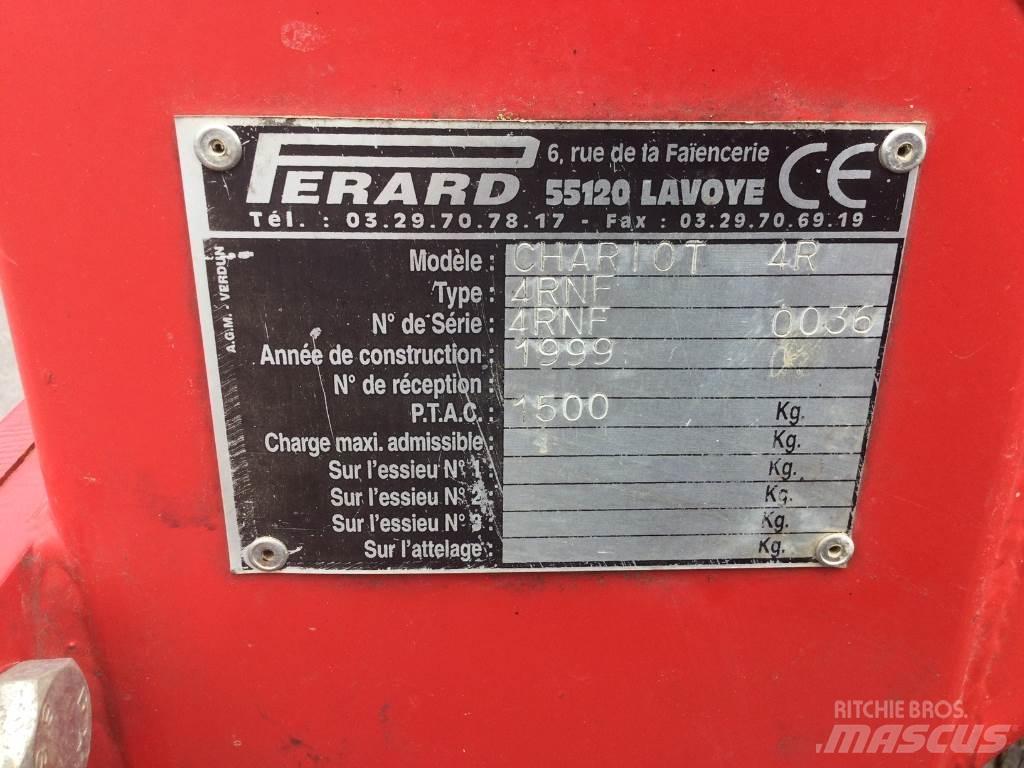 PERARD
6, rue de la Faïencerie
55120 LAVOYE CE
Tél. : 03.29.70.78.17 - Fax : 03.29.70.69.19
A.G.M. - VERDUN
Modèle : CHARIOT 4R
Type : 4RNF
N° de Série : 4RNF 0036
Année de construction : 1999
N° de réception :
P.T.A.C. : 1500 Kg.
Charge maxi. admissible : Kg.
Sur l'essieu N° 1 Kg.
Sur l'essieu N° 2 Kg.
Sur l'essieu N° 3 Kg.
Sur l'attelage : Kg.
RITCHIE BROS.
MASCUS